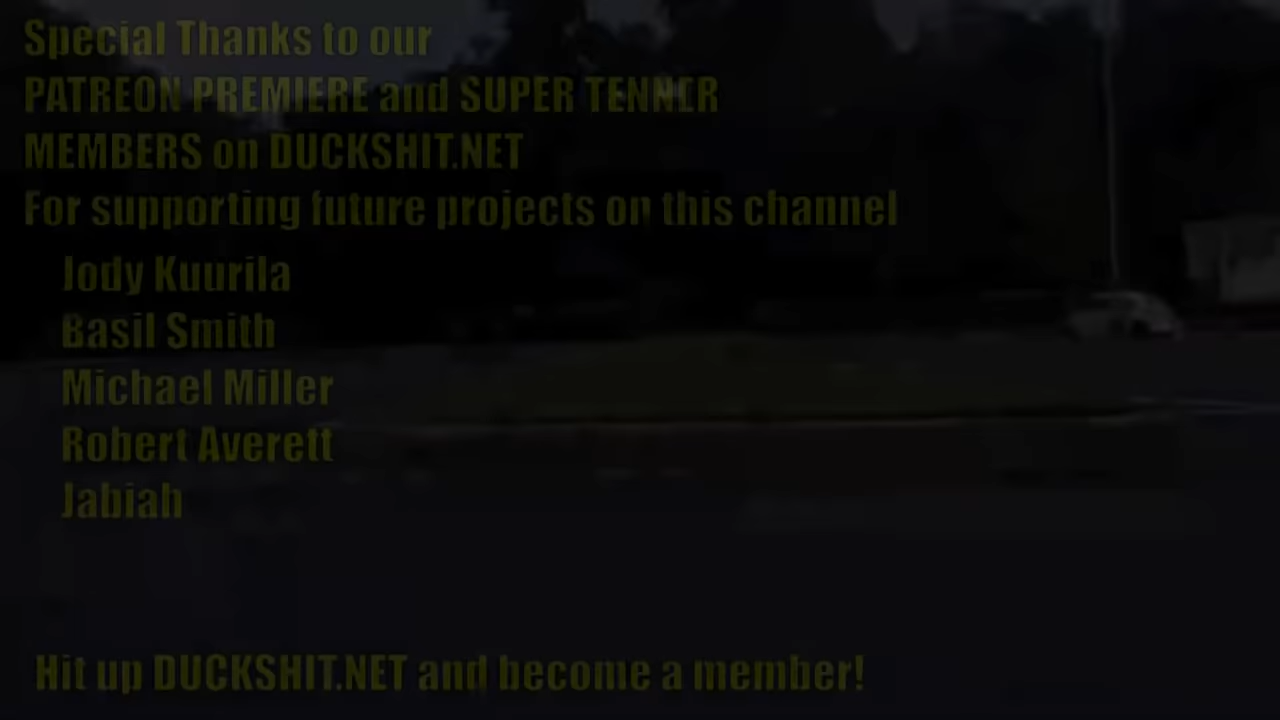 Special Thanks to our
PATREON PREMIERE and SUPER TENNER
MEMBERS on DUCKSHIT.NET
For supporting future projects on this channel
Jody Kuurila
Basil Smith
Michael Miller
Robert Averett
Jabiah
Hit up DUCKSHIT.NET and become a member!